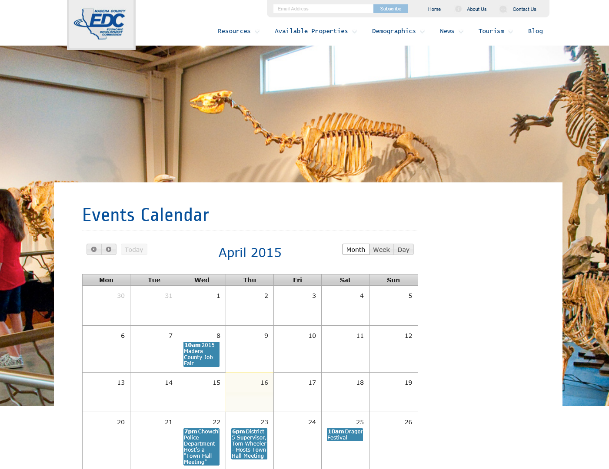 MADERA COUNTY
EDC
ECONOMIC
DEVELOPMENT
COMMISSION
Email Address
Subscribe
Home
About Us
Contact Us
Resources
Available Properties
Demographics
News
Tourism
Blog
Events Calendar
Today
April 2015
Month
Week
Day
Mon Tue Wed Thu Fri Sat Sun
30 31 1 2 3 4 5
6 7 8 9 10 11 12
10am 2015
Madera
County Job
Fair
13 14 15 16 17 18 19
20 21 22 23 24 25 26
7pm Chowch
Police
Department
Host's a
"Town Hall
Meeting"
6pm District
5 Supervisor,
Tom Wheeler
- Hosts Town
Hall Meeting
10am Dragon
Festival